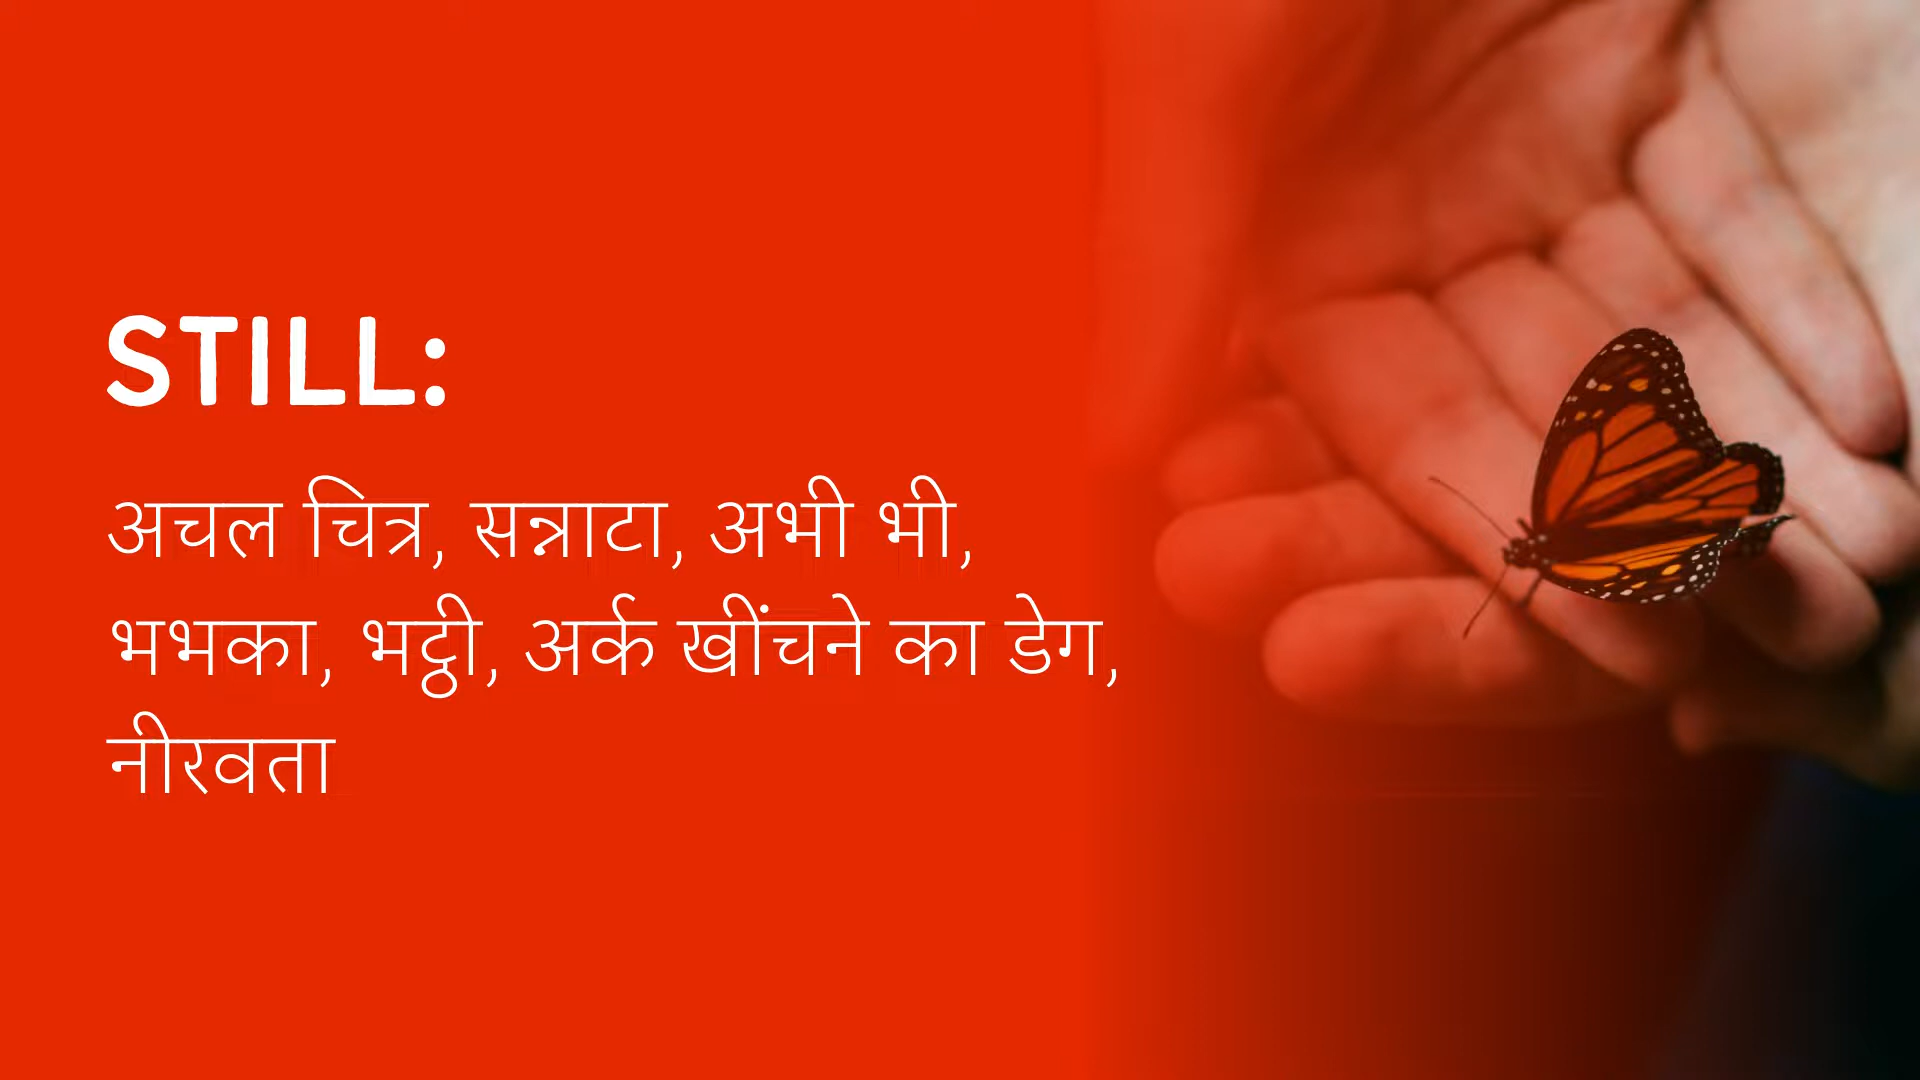 STILL:
अचल चित्र, सन्नाटा, अभी भी,
भभका, भट्ठी, अर्क खींचने का डेग,
नीरवता